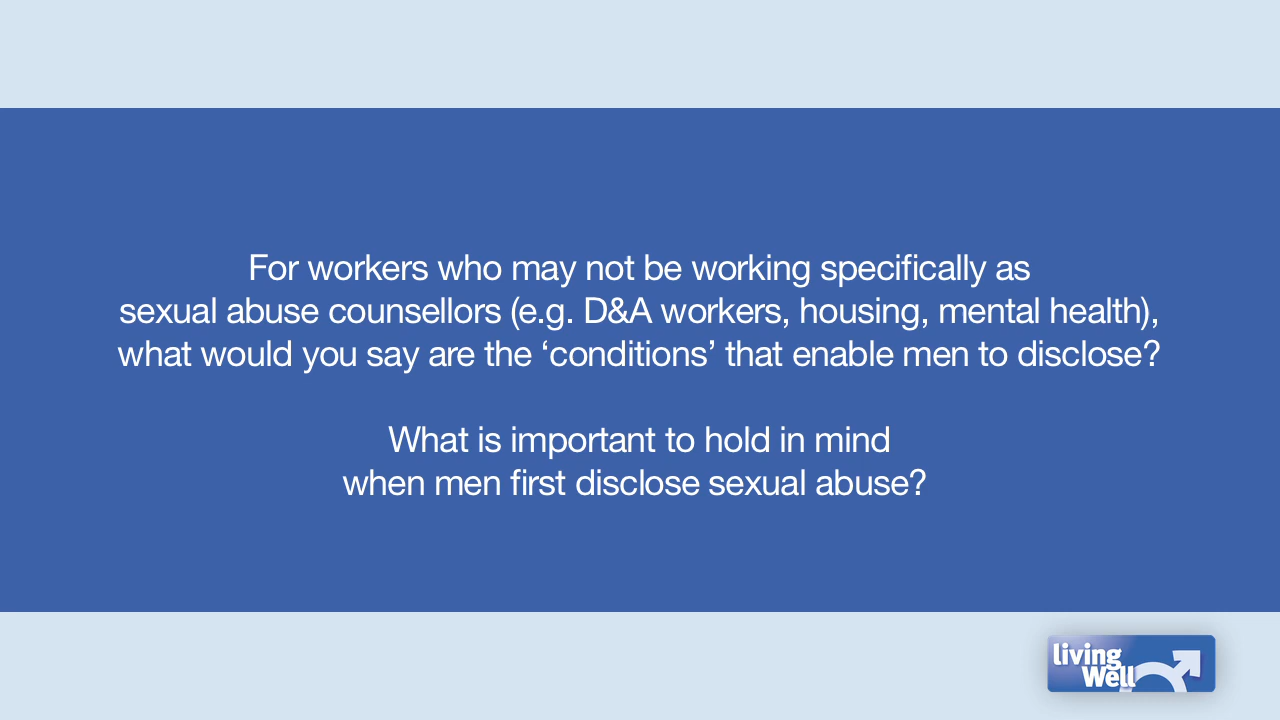 For workers who may not be working specifically as
sexual abuse counsellors (e.g. D&A workers, housing, mental health),
what would you say are the ‘conditions’ that enable men to disclose?
What is important to hold in mind
when men first disclose sexual abuse?
living
Well